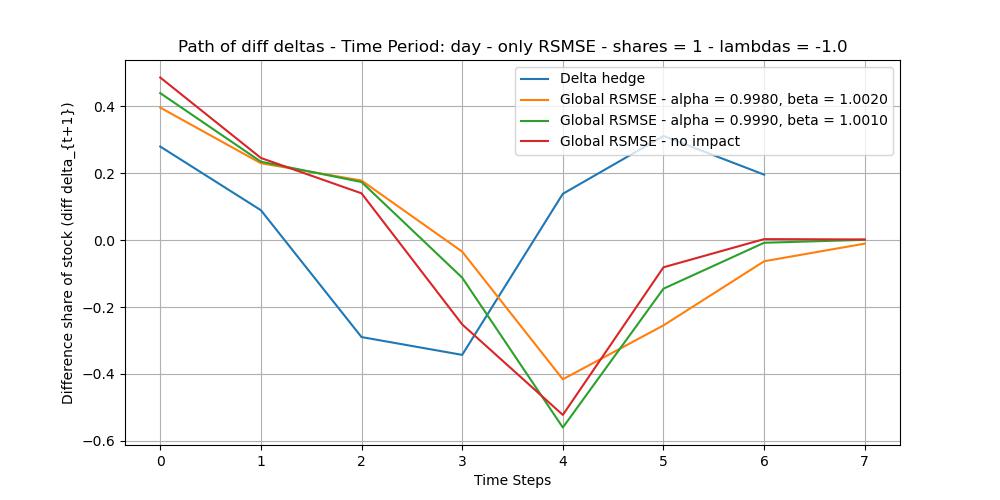 Path of diff deltas - Time Period: day - only RSMSE - shares = 1 - lambdas = -1.0
Delta hedge
Global RSMSE - alpha = 0.9980, beta = 1.0020
Global RSMSE - alpha = 0.9990, beta = 1.0010
Global RSMSE - no impact
Difference share of stock (diff delta_{t+1})
0.4
0.2
0.0
−0.2
−0.4
−0.6
0 1 2 3 4 5 6 7
Time Steps